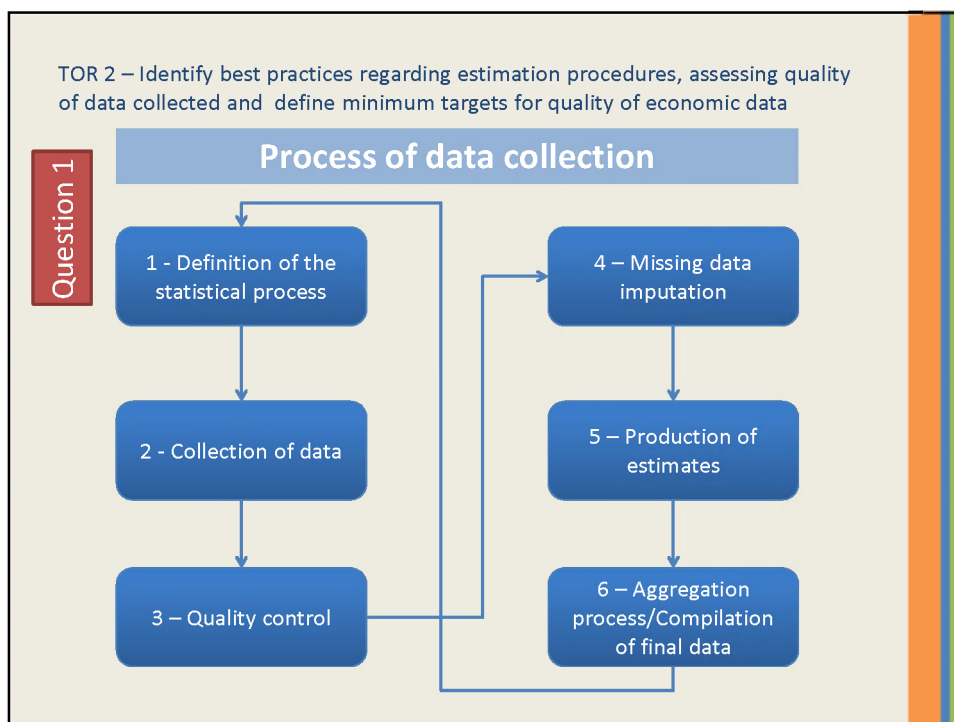 TOR 2 – Identify best practices regarding estimation procedures, assessing quality
of data collected and  define minimum targets for quality of economic data
Question 1
Process of data collection
1 - Definition of the
statistical process
2 - Collection of data
3 – Quality control
4 – Missing data
imputation
5 – Production of
estimates
6 – Aggregation
process/Compilation
of final data